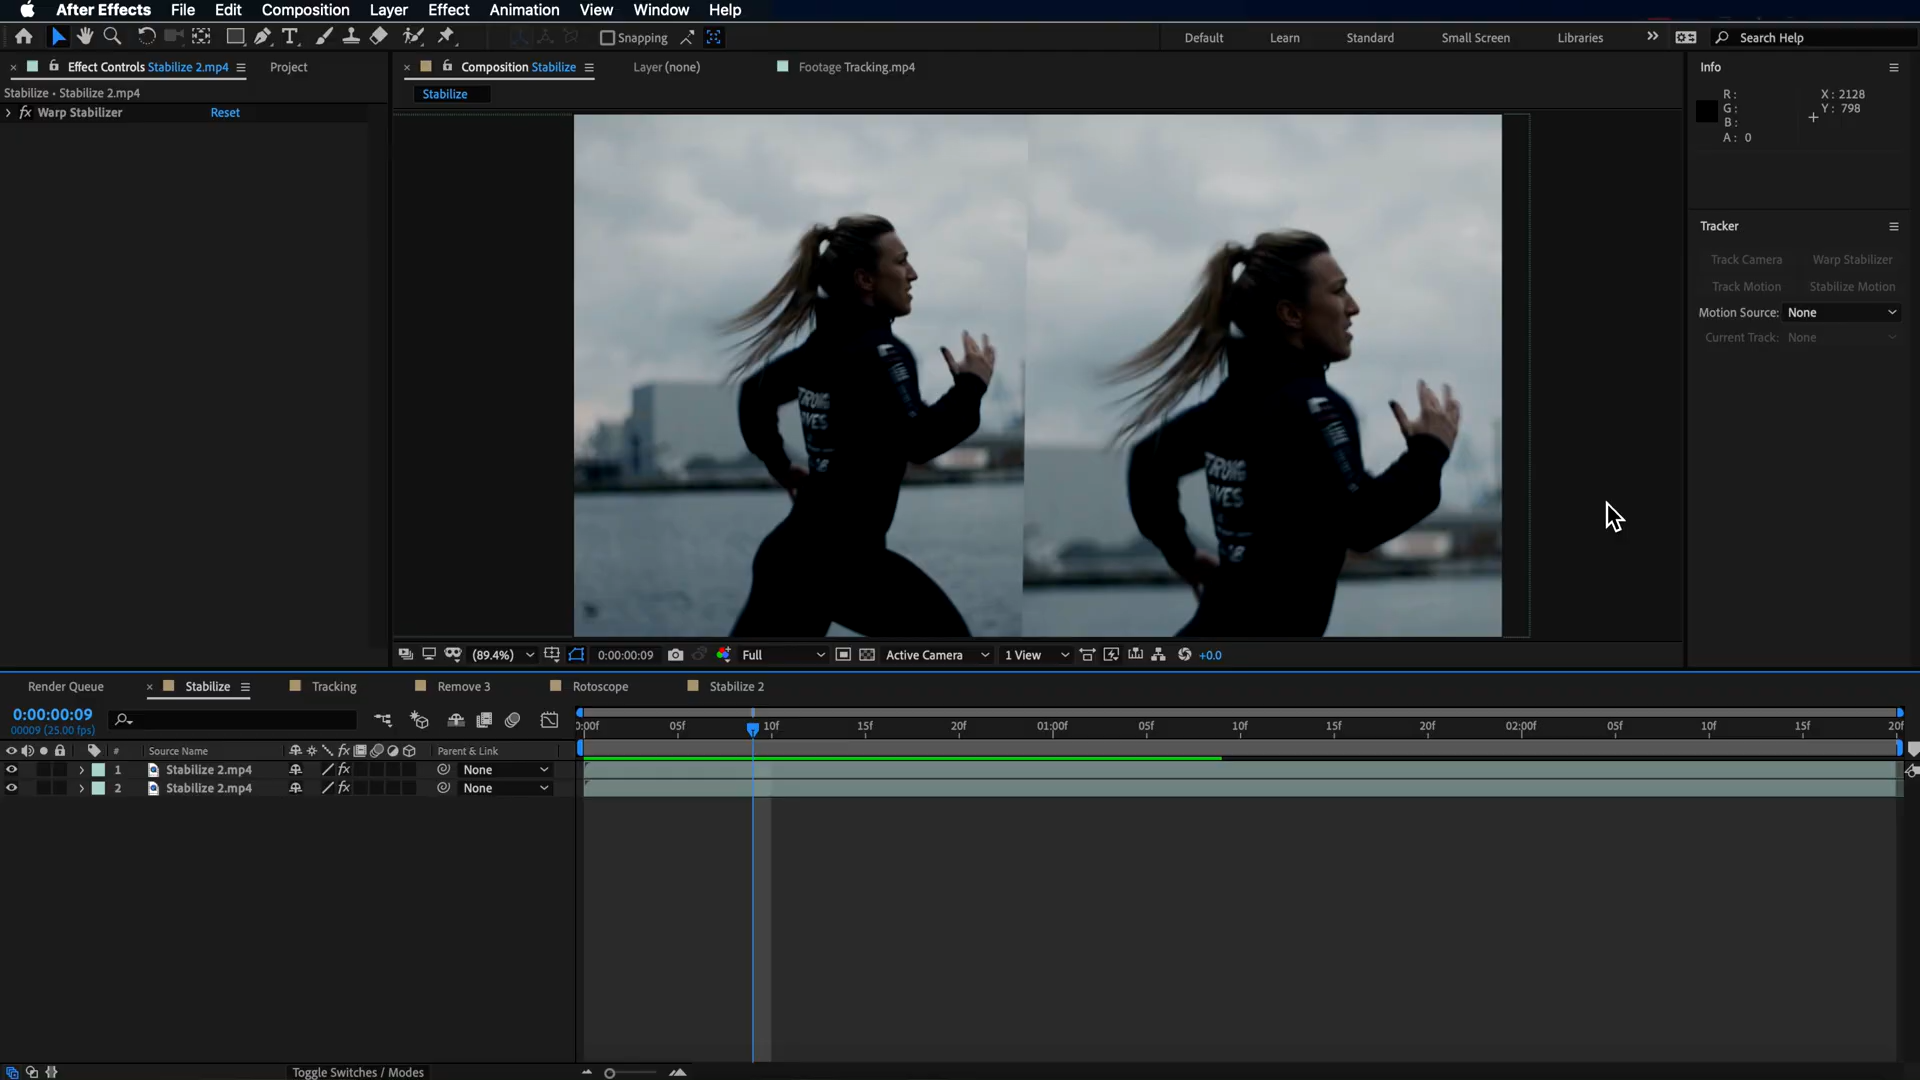 After Effects File Edit Composition Layer Effect Animation View Window Help
Snapping Default Learn Standard Small Screen Libraries Search Help
Effect Controls Stabilize 2.mp4 Project
Composition Stabilize Layer (none) Footage Tracking.mp4
Info
Stabilize • Stabilize 2.mp4
Stabilize
fx Warp Stabilizer Reset
R :
G :
B :
A : 0
X : 2128
Y : 798
Tracker
Track Camera Warp Stabilizer
Track Motion Stabilize Motion
Motion Source: None
Current Track: None
(89.4%) 0:00:00:09 Full Active Camera 1 View +0.0
Render Queue Stabilize Tracking Remove 3 Rotoscope Stabilize 2
0:00:00:09
00009 (25.00 fps)
0:00f 05f 10f 15f 20f 01:00f 05f 10f 15f 20f 02:00f 05f 10f 15f 20f
# Source Name fx Parent & Link
1 Stabilize 2.mp4 fx None
2 Stabilize 2.mp4 fx None
Toggle Switches / Modes